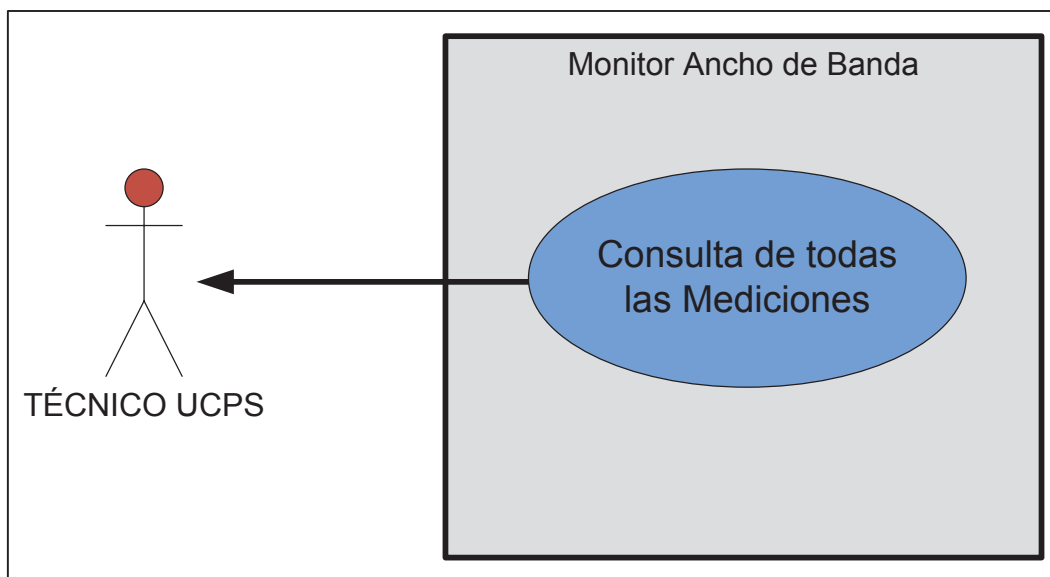 Monitor Ancho de Banda
Consulta de todas
las Mediciones
TÉCNICO UCPS